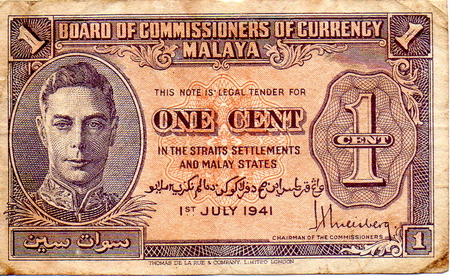 1 BOARD OF COMMISSIONERS OF CURRENCY 1
MALAYA
THIS NOTE IS LEGAL TENDER FOR
ONE CENT
1
CENT
IN THE STRAITS SETTLEMENTS
AND MALAY STATES
1ST JULY 1941
CHAIRMAN OF THE COMMISSIONERS
سوات سين
1
THOMAS DE LA RUE & COMPANY, LIMITED, LONDON